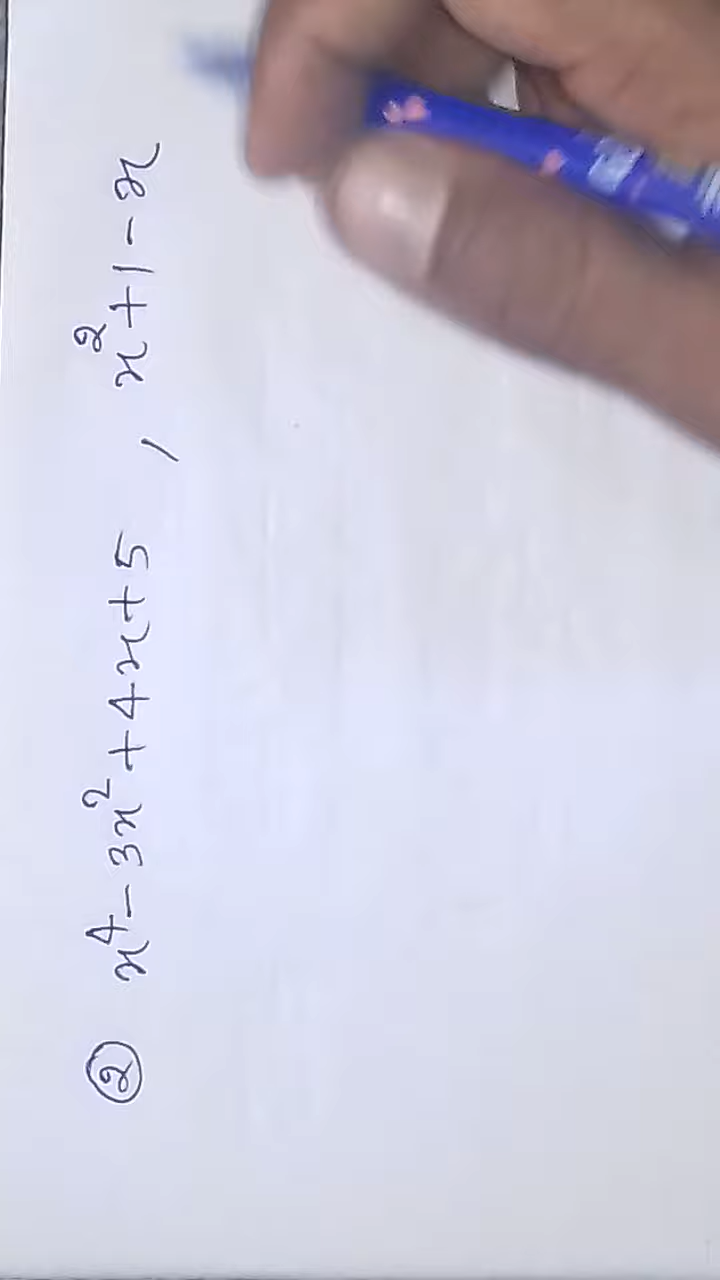 ② x⁴ - 3x² + 4x + 5 , x² + 1 - x